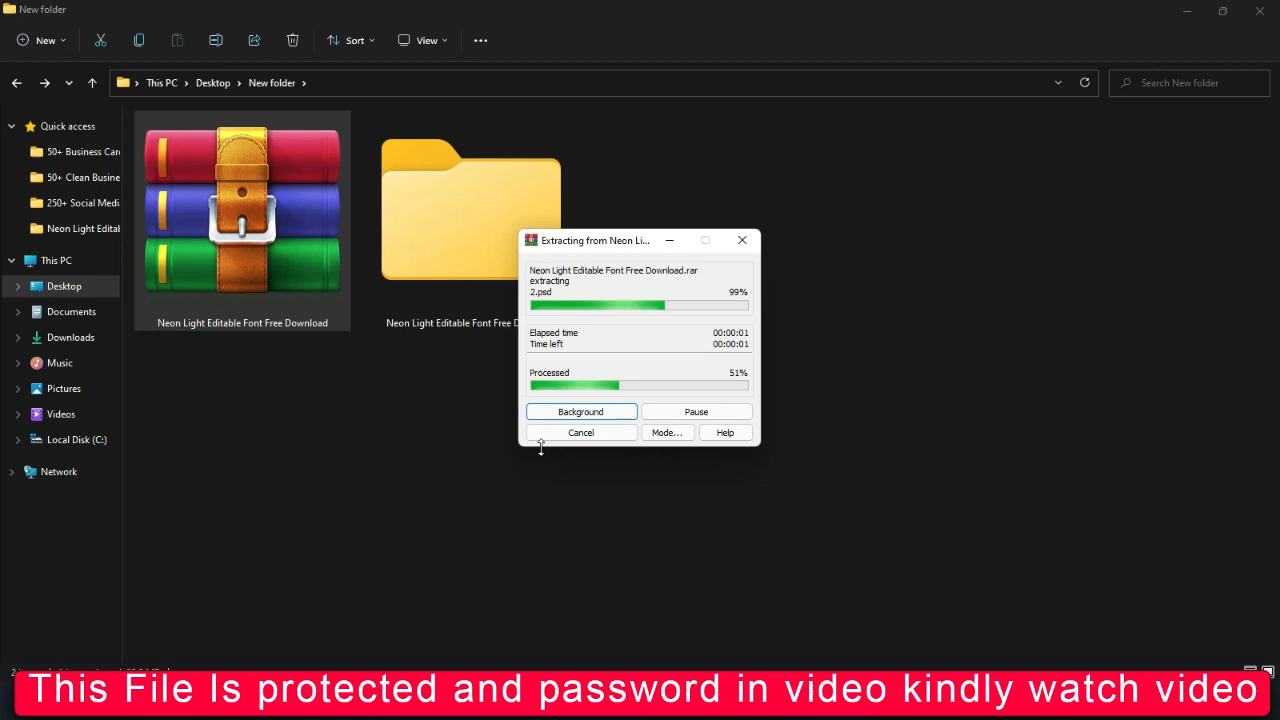 New folder
New
Sort
View
This PC
Desktop
New folder
Search New folder
Quick access
50+ Business Car
50+ Clean Busine
250+ Social Medi
Neon Light Edita
This PC
Desktop
Documents
Downloads
Music
Pictures
Videos
Local Disk (C:)
Network
Neon Light Editable Font Free Download
Neon Light Editable Font Free D
Extracting from Neon Li...
Neon Light Editable Font Free Download.rar
extracting
2.psd 99%
Elapsed time 00:00:01
Time left 00:00:01
Processed 51%
Background Pause
Cancel Mode... Help
This File Is protected and password in video kindly watch video